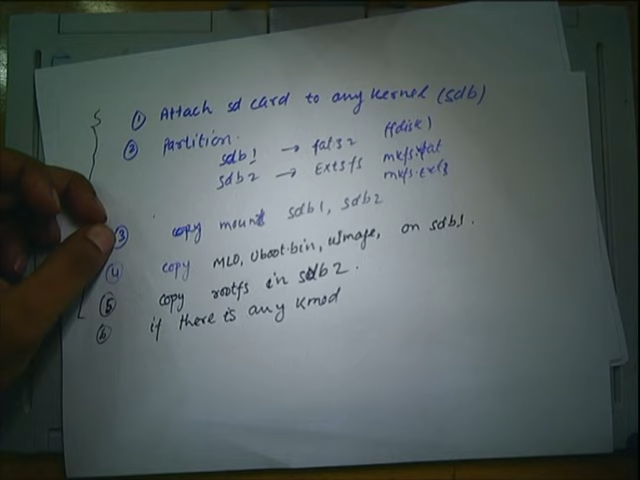 ① Attach sd card to any kernel (sdb)
② Partition. (fdisk)
sdb1 → fat32 mkfs.fat
sdb2 → ext3fs mkfs.ext3
③ copy mount sdb1, sdb2
④ copy MLO, Uboot.bin, uImage, on sdb1.
⑤ copy rootfs in sdb2.
⑥ if there is any kmod